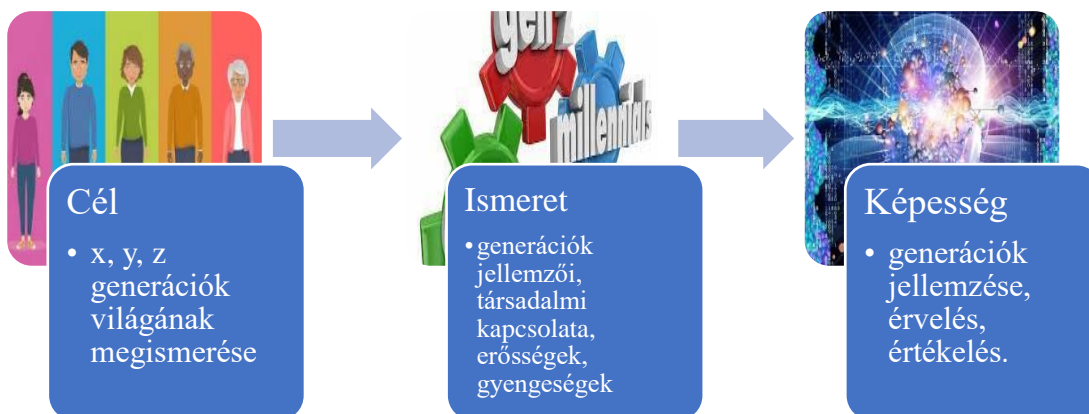 gen z
millennials
Cél
• x, y, z
generációk
világának
megismerése
Ismeret
• generációk
jellemzői,
társadalmi
kapcsolata,
erősségek,
gyengeségek
Képesség
• generációk
jellemzése,
érvelés,
értékelés.